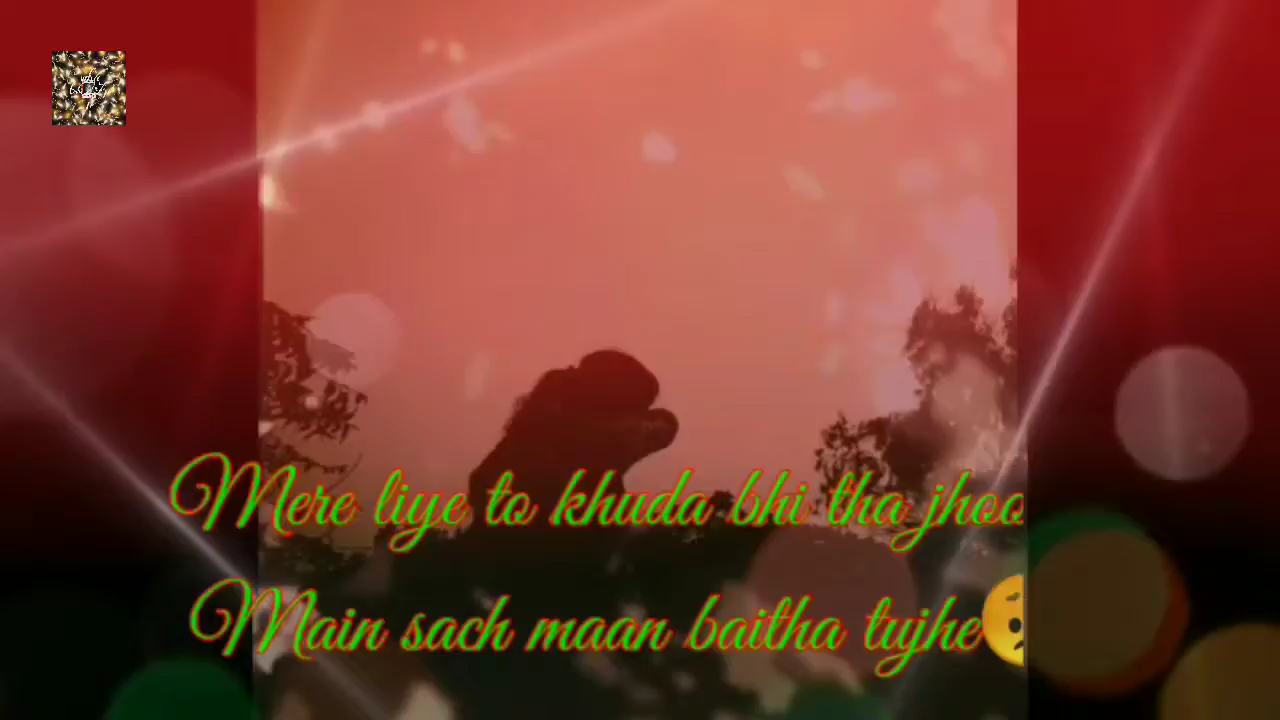 Mere liye to khuda bhi tha jhoo
Main sach maan baitha tujhe😟